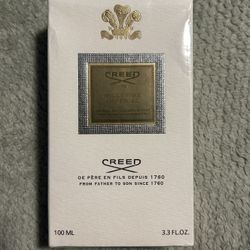 CREED
CREED
DE PÈRE EN FILS DEPUIS 1760
FROM FATHER TO SON SINCE 1760
100 ML 3.3 FL.OZ.